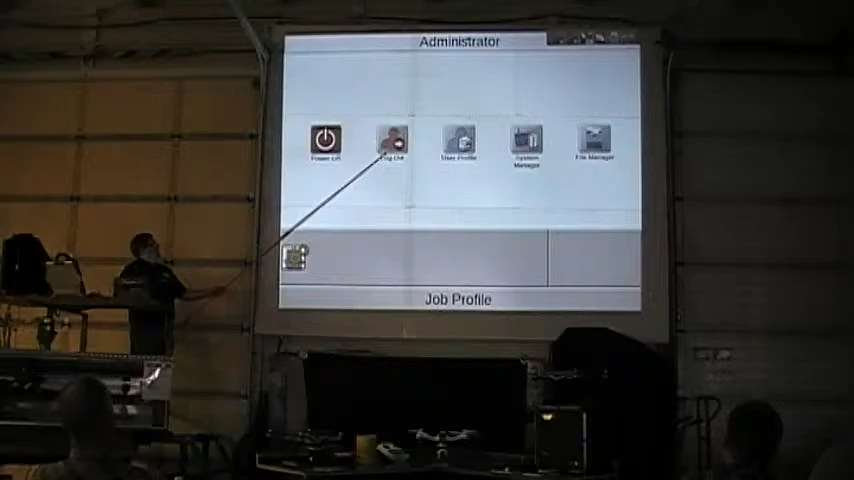 Administrator
Power Off
Log Out
User Profile
System
Manager
File Manager
Job Profile